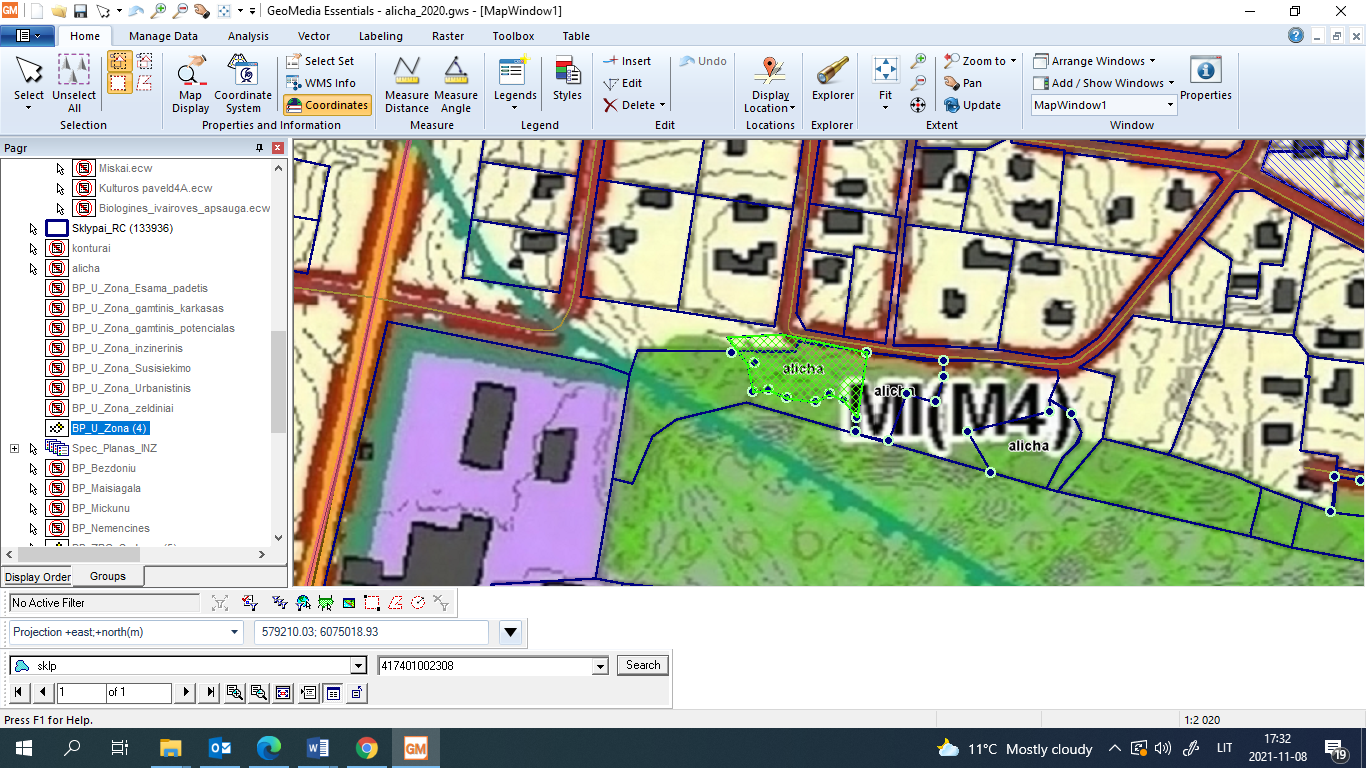 GM GeoMedia Essentials - alicha_2020.gws - [MapWindow1]
Home Manage Data Analysis Vector Labeling Raster Toolbox Table
Select Unselect All
Selection
Map Display Coordinate System Select Set WMS Info Coordinates
Properties and Information
Measure Distance Measure Angle
Measure
Legends Styles
Legend
Insert Edit Delete Undo
Edit
Display Location
Locations
Explorer
Explorer
Fit Zoom to Pan Update
Extent
Arrange Windows Add / Show Windows MapWindow1 Properties
Window
Pagr
Miskai.ecw
Kulturos paveld4A.ecw
Biologines_ivairoves_apsauga.ecw
Sklypai_RC (133936)
konturai
alicha
BP_U_Zona_Esama_padetis
BP_U_Zona_gamtinis_karkasas
BP_U_Zona_gamtinis_potencialas
BP_U_Zona_inzinerinis
BP_U_Zona_Susisiekimo
BP_U_Zona_Urbanistinis
BP_U_Zona_zeldiniai
BP_U_Zona (4)
Spec_Planas_INZ
BP_Bezdoniu
BP_Maisiagala
BP_Mickunu
BP_Nemencines
Display Order Groups
alicha
alicha
MI(M4)
alicha
No Active Filter
Projection +east;+north(m) 579210.03; 6075018.93
sklp 417401002308 Search
1 of 1
Press F1 for Help. 1:2 020
GM 11°C Mostly cloudy LIT 17:32
2021-11-08 19